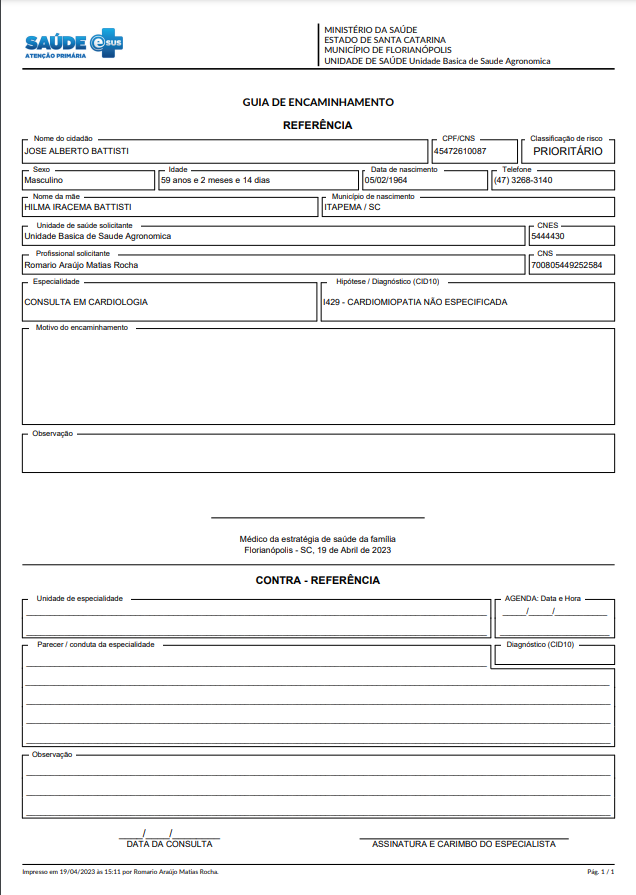 SAÚDE e-SUS
ATENÇÃO PRIMÁRIA
MINISTÉRIO DA SAÚDE
ESTADO DE SANTA CATARINA
MUNICÍPIO DE FLORIANÓPOLIS
UNIDADE DE SAÚDE Unidade Basica de Saude Agronomica
GUIA DE ENCAMINHAMENTO
REFERÊNCIA
Nome do cidadão CPF/CNS Classificação de risco
JOSE ALBERTO BATTISTI 45472610087 PRIORITÁRIO
Sexo Idade Data de nascimento Telefone
Masculino 59 anos e 2 meses e 14 dias 05/02/1964 (47) 3268-3140
Nome da mãe Município de nascimento
HILMA IRACEMA BATTISTI ITAPEMA / SC
Unidade de saúde solicitante CNES
Unidade Basica de Saude Agronomica 5444430
Profissional solicitante CNS
Romario Araújo Matias Rocha 700805449252584
Especialidade Hipótese / Diagnóstico (CID10)
CONSULTA EM CARDIOLOGIA I429 - CARDIOMIOPATIA NÃO ESPECIFICADA
Motivo do encaminhamento
Observação
Médico da estratégia de saúde da família
Florianópolis - SC, 19 de Abril de 2023
CONTRA - REFERÊNCIA
Unidade de especialidade AGENDA: Data e Hora
____/____/________
Parecer / conduta da especialidade Diagnóstico (CID10)
Observação
____/____/________
DATA DA CONSULTA ASSINATURA E CARIMBO DO ESPECIALISTA
Impresso em 19/04/2023 às 15:11 por Romario Araújo Matias Rocha. Pág. 1 / 1